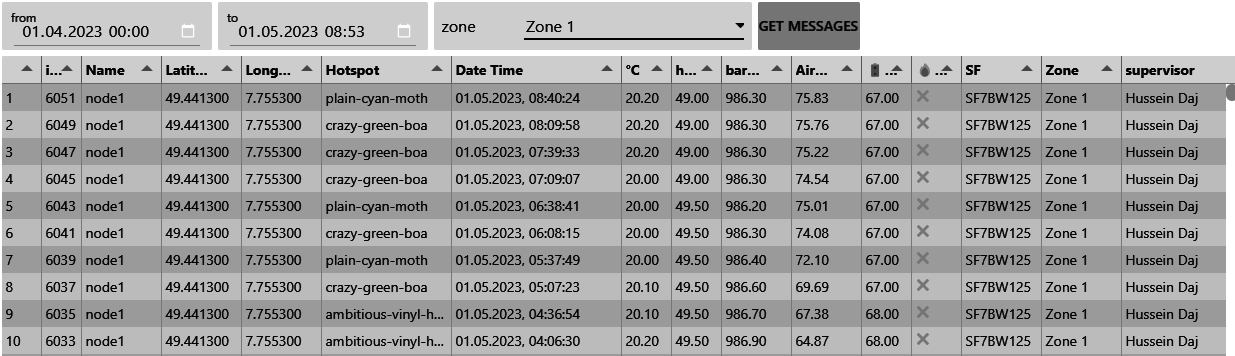 from to
01.04.2023 00:00 01.05.2023 08:53 zone Zone 1 GET MESSAGES
i... Name Latit... Long... Hotspot Date Time °C h... bar... Air... ... ... SF Zone supervisor
1 6051 node1 49.441300 7.755300 plain-cyan-moth 01.05.2023, 08:40:24 20.20 49.00 986.30 75.83 67.00 SF7BW125 Zone 1 Hussein Daj
2 6049 node1 49.441300 7.755300 crazy-green-boa 01.05.2023, 08:09:58 20.20 49.00 986.30 75.76 67.00 SF7BW125 Zone 1 Hussein Daj
3 6047 node1 49.441300 7.755300 crazy-green-boa 01.05.2023, 07:39:33 20.20 49.00 986.30 75.22 67.00 SF7BW125 Zone 1 Hussein Daj
4 6045 node1 49.441300 7.755300 crazy-green-boa 01.05.2023, 07:09:07 20.00 49.00 986.30 74.54 67.00 SF7BW125 Zone 1 Hussein Daj
5 6043 node1 49.441300 7.755300 plain-cyan-moth 01.05.2023, 06:38:41 20.00 49.50 986.20 75.01 67.00 SF7BW125 Zone 1 Hussein Daj
6 6041 node1 49.441300 7.755300 crazy-green-boa 01.05.2023, 06:08:15 20.00 49.50 986.30 74.08 67.00 SF7BW125 Zone 1 Hussein Daj
7 6039 node1 49.441300 7.755300 plain-cyan-moth 01.05.2023, 05:37:49 20.00 49.50 986.40 72.10 67.00 SF7BW125 Zone 1 Hussein Daj
8 6037 node1 49.441300 7.755300 crazy-green-boa 01.05.2023, 05:07:23 20.10 49.50 986.60 69.69 67.00 SF7BW125 Zone 1 Hussein Daj
9 6035 node1 49.441300 7.755300 ambitious-vinyl-h... 01.05.2023, 04:36:54 20.10 49.50 986.70 67.38 68.00 SF7BW125 Zone 1 Hussein Daj
10 6033 node1 49.441300 7.755300 ambitious-vinyl-h... 01.05.2023, 04:06:30 20.20 49.50 986.90 64.87 68.00 SF7BW125 Zone 1 Hussein Daj